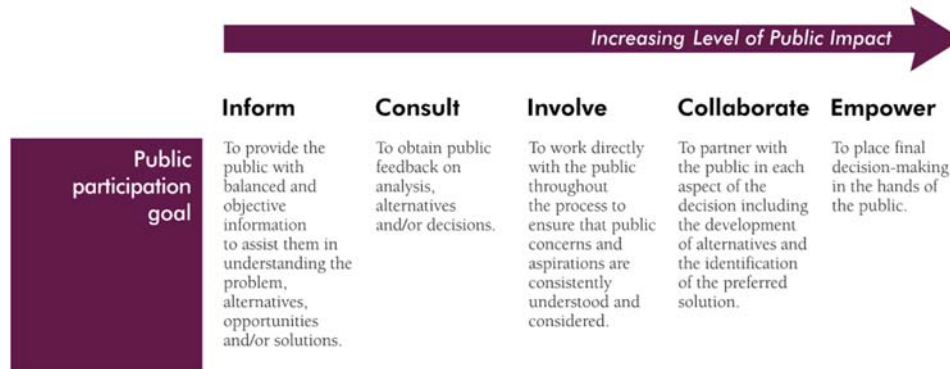 Increasing Level of Public Impact
Inform
Consult
Involve
Collaborate
Empower
Public
participation
goal
To provide the
public with
balanced and
objective
information
to assist them in
understanding the
problem,
alternatives,
opportunities
and/or solutions.
To obtain public
feedback on
analysis,
alternatives
and/or decisions.
To work directly
with the public
throughout
the process to
ensure that public
concerns and
aspirations are
consistently
understood and
considered.
To partner with
the public in each
aspect of the
decision including
the development
of alternatives and
the identification
of the preferred
solution.
To place final
decision-making
in the hands of
the public.